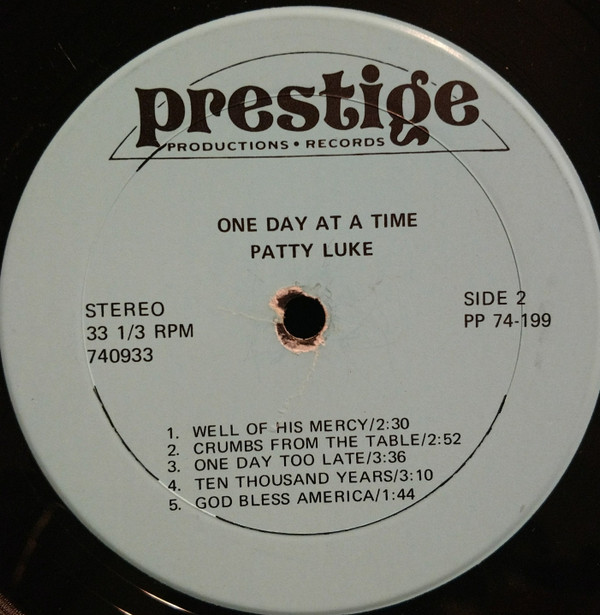 prestige
PRODUCTIONS • RECORDS
ONE DAY AT A TIME
PATTY LUKE
STEREO
33 1/3 RPM
740933
SIDE 2
PP 74-199
1. WELL OF HIS MERCY/2:30
2. CRUMBS FROM THE TABLE/2:52
3. ONE DAY TOO LATE/3:36
4. TEN THOUSAND YEARS/3:10
5. GOD BLESS AMERICA/1:44